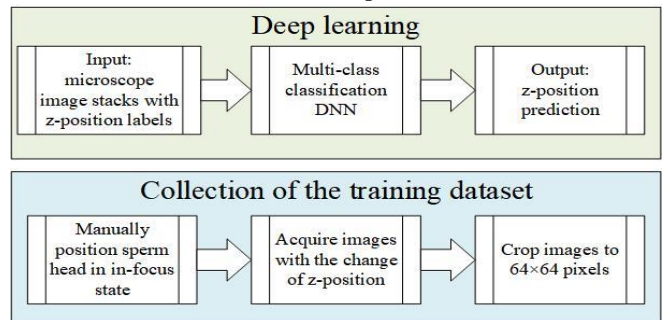 Deep learning
Input:
microscope
image stacks with
z-position labels
Multi-class
classification
DNN
Output:
z-position
prediction
Collection of the training dataset
Manually
position sperm
head in in-focus
state
Acquire images
with the change
of z-position
Crop images to
64×64 pixels